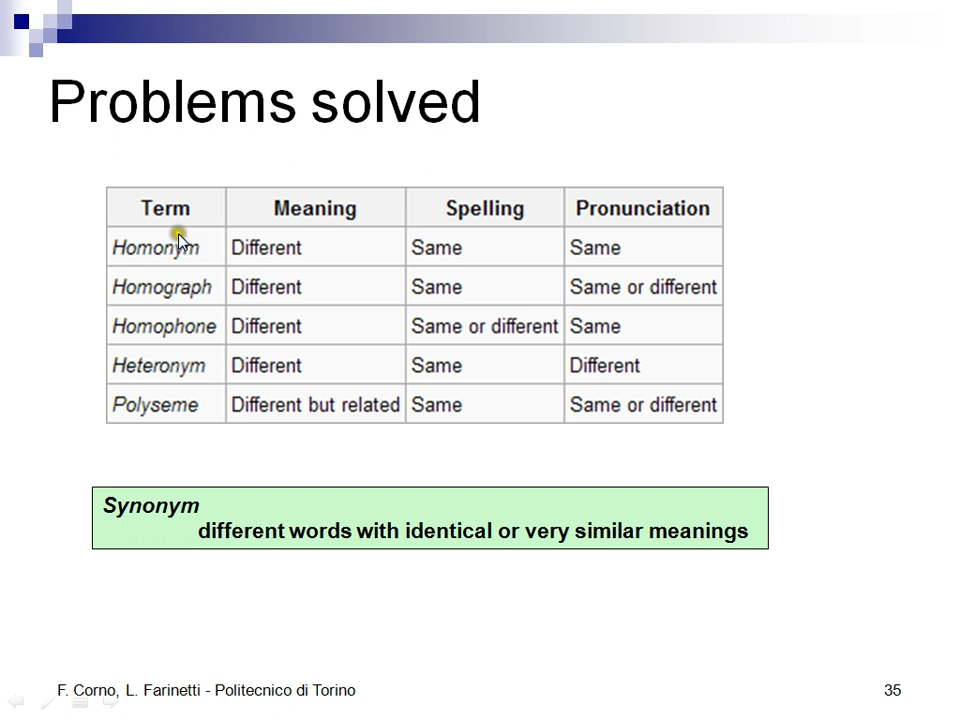 Problems solved
Term Meaning Spelling Pronunciation
Homonym Different Same Same
Homograph Different Same Same or different
Homophone Different Same or different Same
Heteronym Different Same Different
Polyseme Different but related Same Same or different
Synonym
different words with identical or very similar meanings
F. Corno, L. Farinetti - Politecnico di Torino 35